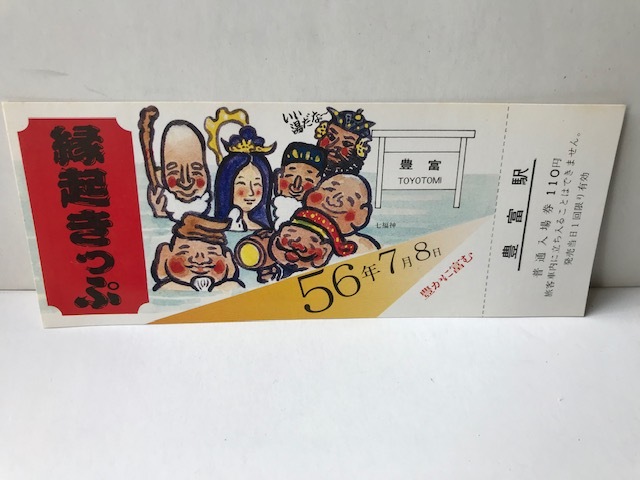 縁起きっぷ
いい湯だな
豊富
TOYOTOMI
七福神
56年7月8日
豊かに富む
豊富駅
普通入場券 110円
旅客車内に立ち入ることはできません。
発売当日1回限り有効